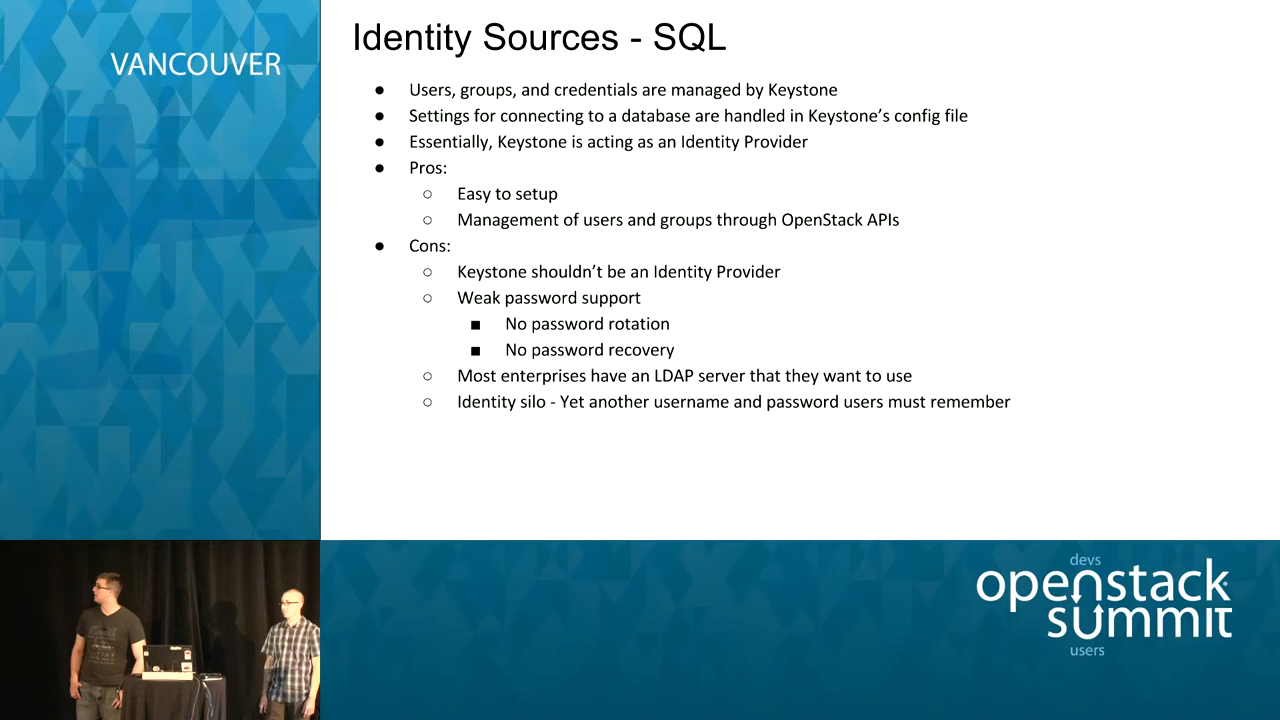 VANCOUVER
Identity Sources - SQL
● Users, groups, and credentials are managed by Keystone
● Settings for connecting to a database are handled in Keystone’s config file
● Essentially, Keystone is acting as an Identity Provider
● Pros:
○ Easy to setup
○ Management of users and groups through OpenStack APIs
● Cons:
○ Keystone shouldn’t be an Identity Provider
○ Weak password support
■ No password rotation
■ No password recovery
○ Most enterprises have an LDAP server that they want to use
○ Identity silo - Yet another username and password users must remember
devs
openstack
summit
users